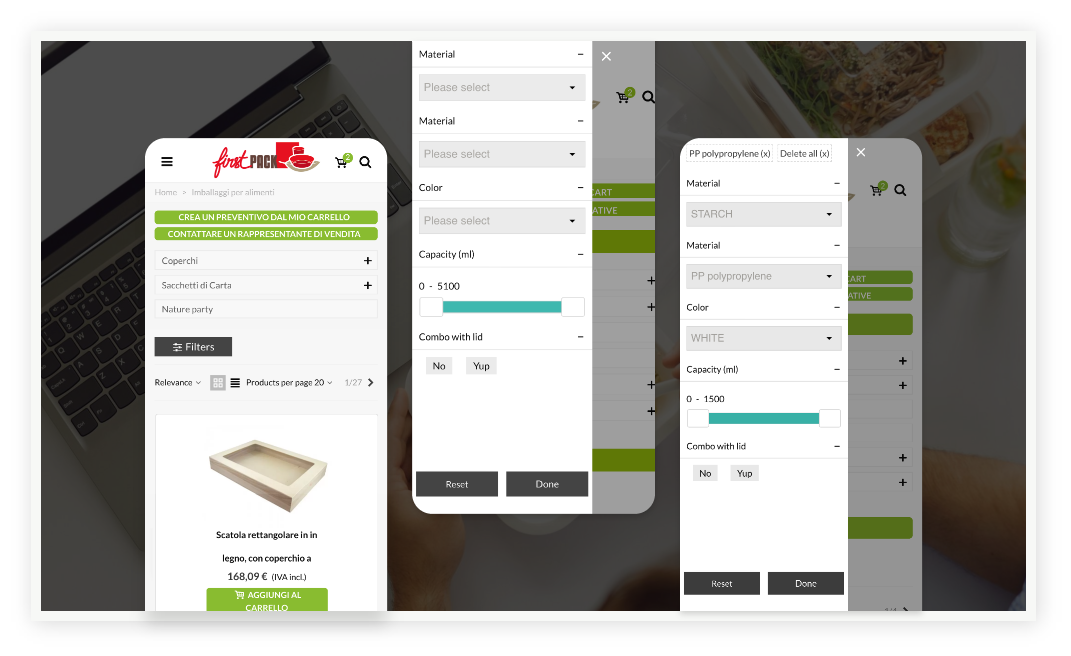 first PACK
2
Home > Imballaggi per alimenti
CREA UN PREVENTIVO DAL MIO CARRELLO
CONTATTARE UN RAPPRESENTANTE DI VENDITA
Coperchi
Sacchetti di Carta
Nature party
Filters
Relevance
Products per page 20
1/27
Scatola rettangolare in in
legno, con coperchio a
168,09 € (IVA incl.)
AGGIUNGI AL
CARRELLO
Material
Please select
Material
Please select
Color
Please select
Capacity (ml)
0 - 5100
Combo with lid
No Yup
Reset Done
2
CART
ATIVE
PP polypropylene (x) Delete all (x)
Material
STARCH
Material
PP polypropylene
Color
WHITE
Capacity (ml)
0 - 1500
Combo with lid
No Yup
Reset Done
CART
ATIVE